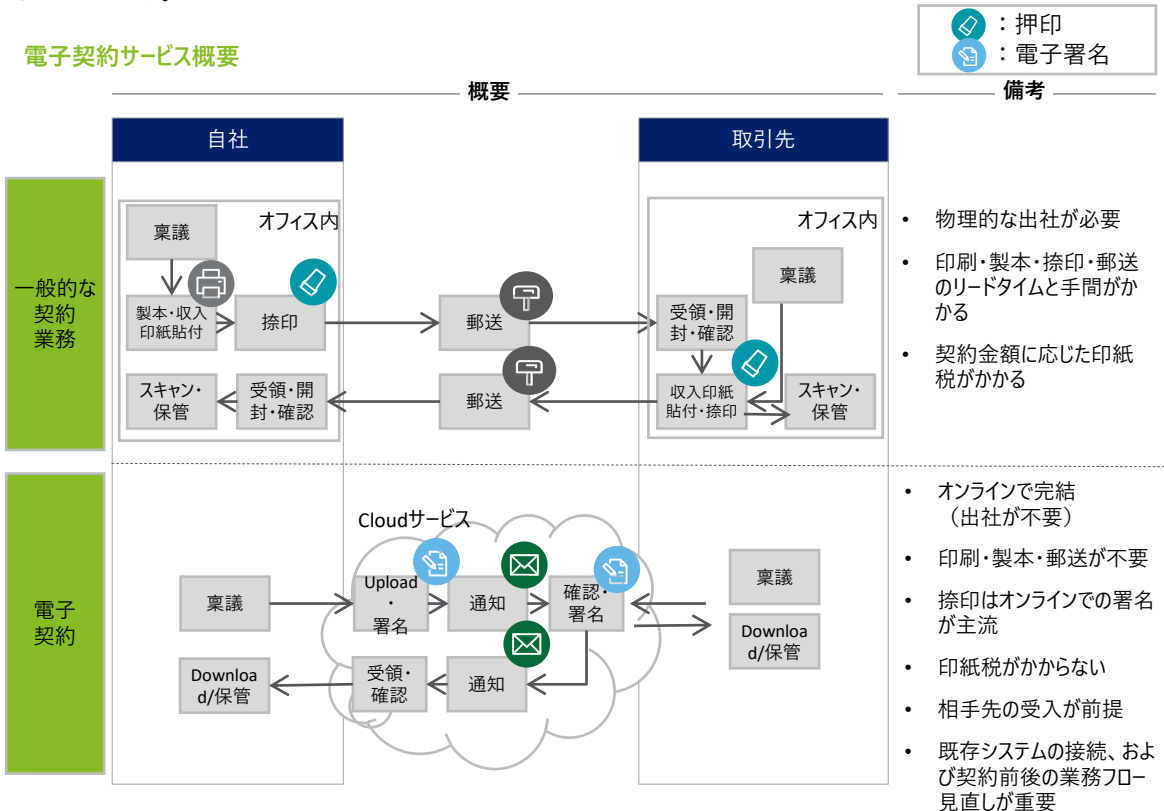 ：押印
：電子署名
電子契約サービス概要
概要
備考
自社
取引先
一般的な
契約
業務
オフィス内
稟議
製本・収入
印紙貼付
捺印
郵送
オフィス内
稟議
受領・開
封・確認
収入印紙
貼付・捺印
スキャン・
保管
郵送
受領・開
封・確認
スキャン・
保管
• 物理的な出社が必要
• 印刷・製本・捺印・郵送
のリードタイムと手間がか
かる
• 契約金額に応じた印紙
税がかかる
電子
契約
Cloudサービス
稟議
Upload
・
署名
通知
確認・
署名
稟議
Downloa
d/保管
通知
受領・
確認
Downloa
d/保管
• オンラインで完結
（出社が不要）
• 印刷・製本・郵送が不要
• 捺印はオンラインでの署名
が主流
• 印紙税がかからない
• 相手先の受入が前提
• 既存システムの接続、およ
び契約前後の業務フロー
見直しが重要